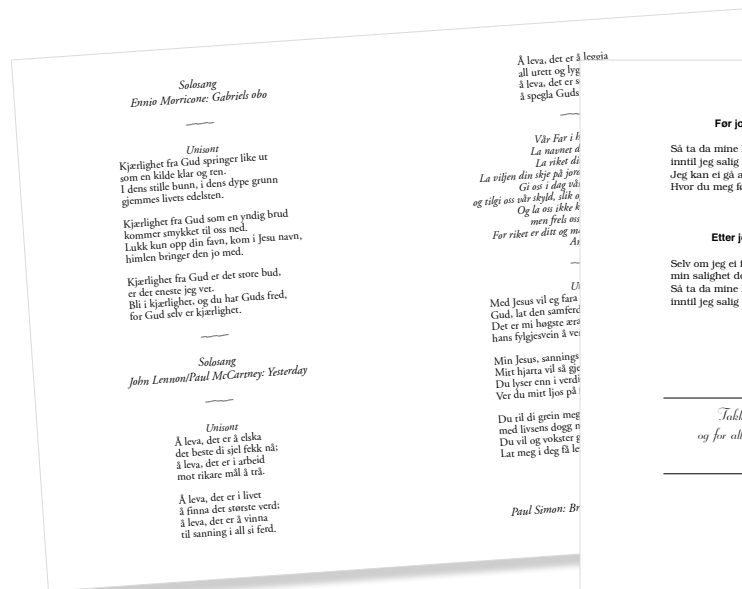 Solosang
Ennio Morricone: Gabriels obo
Unisont
Kjærlighet fra Gud springer like ut
som en kilde klar og ren.
I dens stille bunn, i dens dype grunn
gjemmes livets edelsten.
Kjærlighet fra Gud som en yndig brud
kommer smykket til oss ned.
Lukk kun opp din favn, kom i Jesu navn,
himlen bringer den jo med.
Kjærlighet fra Gud er det store bud,
er det eneste jeg vet.
Bli i kjærlighet, og du har Guds fred,
for Gud selv er kjærlighet.
Solosang
John Lennon/Paul McCartney: Yesterday
Unisont
Å leva, det er å elska
det beste di sjel fekk nå;
å leva, det er i arbeid
mot rikare mål å trå.
Å leva, det er i livet
å finna det største verd;
å leva, det er å vinna
til sanning i all si ferd.
Å leva, det er å leggja
all urett og lyg
å leva, det er s
å spegla Guds
Vår Far i h
La navnet d
La riket di
La viljen din skje på jord
Gi oss i dag vår
og tilgi oss vår skyld, slik o
Og la oss ikke k
men frels oss
For riket er ditt og m
Am
U
Med Jesus vil eg fara
Gud, lat den samferd
Det er mi høgste æra
hans fylgjesvein å ve
Min Jesus, sannings
Mitt hjarta vil så gje
Du lyser enn i verdi
Ver du mitt ljos på
Du til di grein meg
med livsens dogg m
Du vil og vokster g
Lat meg i deg få le
Paul Simon: Br
Før jo
Så ta da mine
inntil jeg salig
Jeg kan ei gå a
Hvor du meg fø
Etter j
Selv om jeg ei f
min salighet de
Så ta da mine
inntil jeg salig
Takk
og for alt